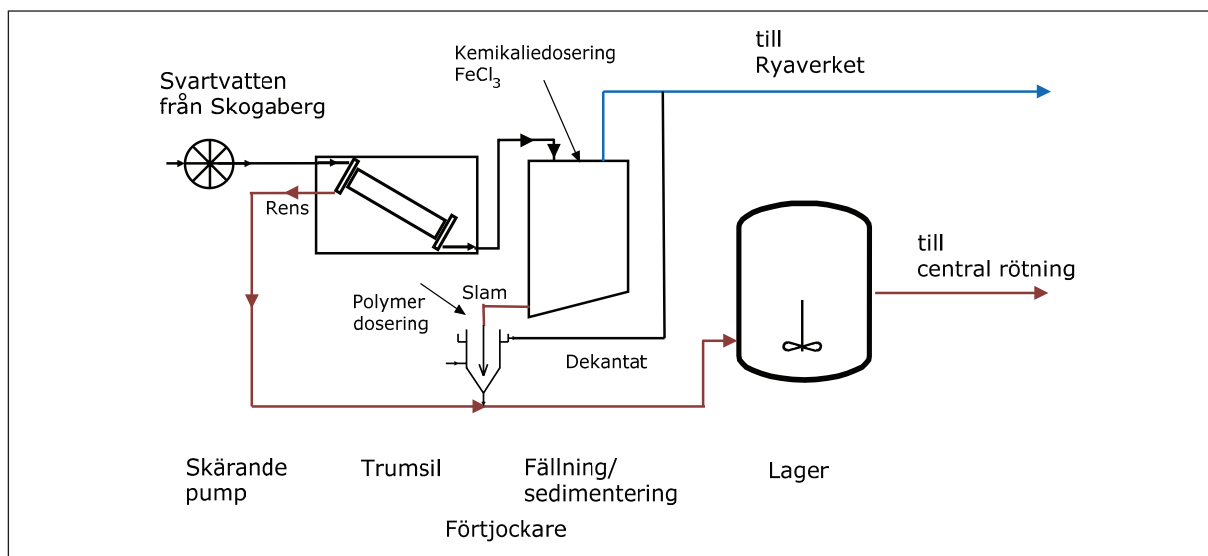 Svartvatten
från Skogaberg
Kemikaliedosering
FeCl₃
till
Ryaverket
Rens
Polymer
dosering
Slam
Dekantat
till
central rötning
Skärande
pump
Trumsil
Fällning/
sedimentering
Lager
Förtjockare